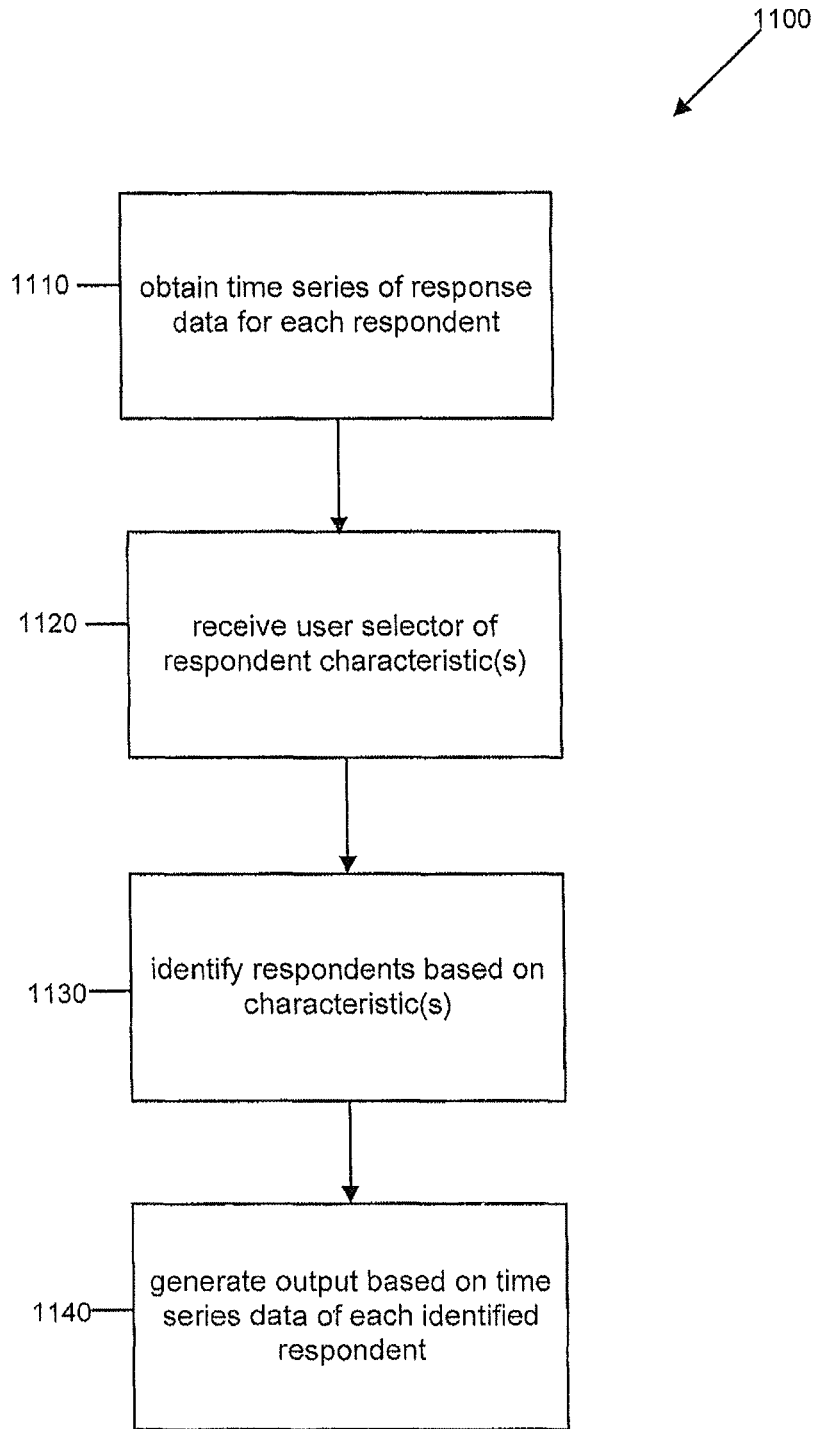 1100
1110
obtain time series of response
data for each respondent
1120
receive user selector of
respondent characteristic(s)
1130
identify respondents based on
characteristic(s)
1140
generate output based on time
series data of each identified
respondent